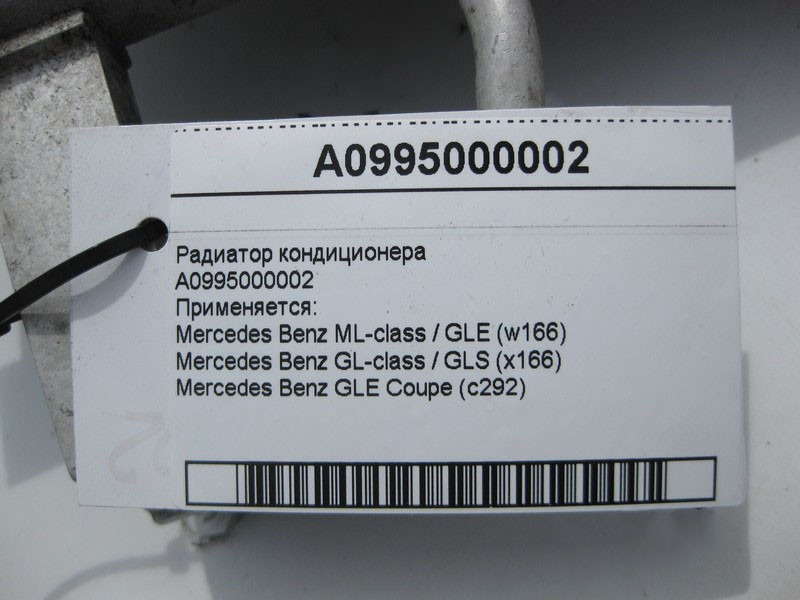 A0995000002
Радиатор кондиционера
A0995000002
Применяется:
Mercedes Benz ML-class / GLE (w166)
Mercedes Benz GL-class / GLS (x166)
Mercedes Benz GLE Coupe (c292)